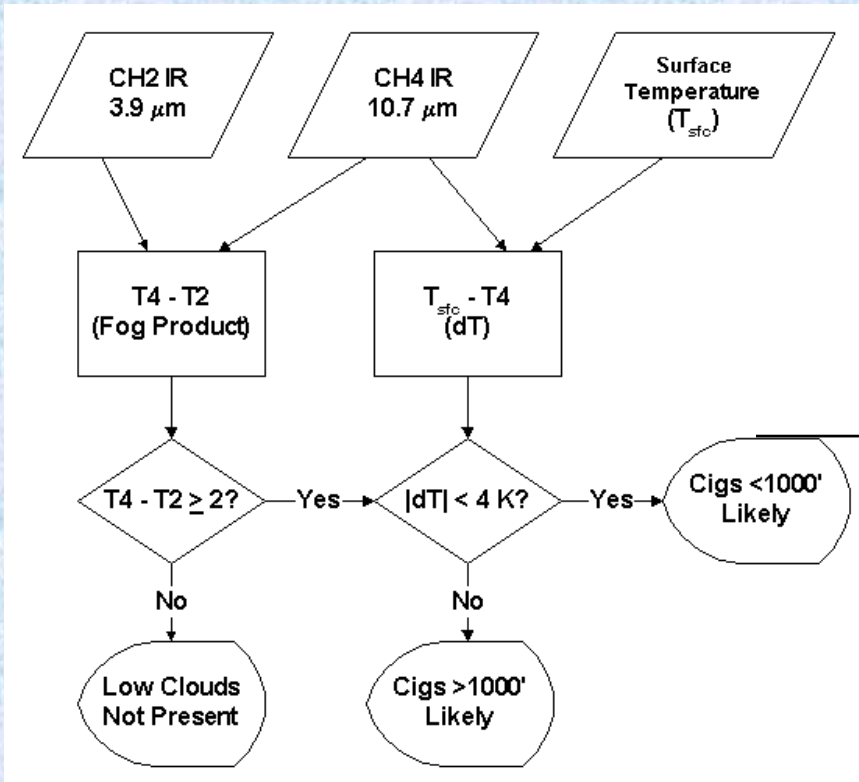 CH2 IR
3.9 μm
CH4 IR
10.7 μm
Surface
Temperature
(Tsfc)
T4 - T2
(Fog Product)
Tsfc - T4
(dT)
T4 - T2 ≥ 2?
Yes
|dT| < 4 K?
Yes
Cigs <1000'
Likely
No
No
Low Clouds
Not Present
Cigs >1000'
Likely